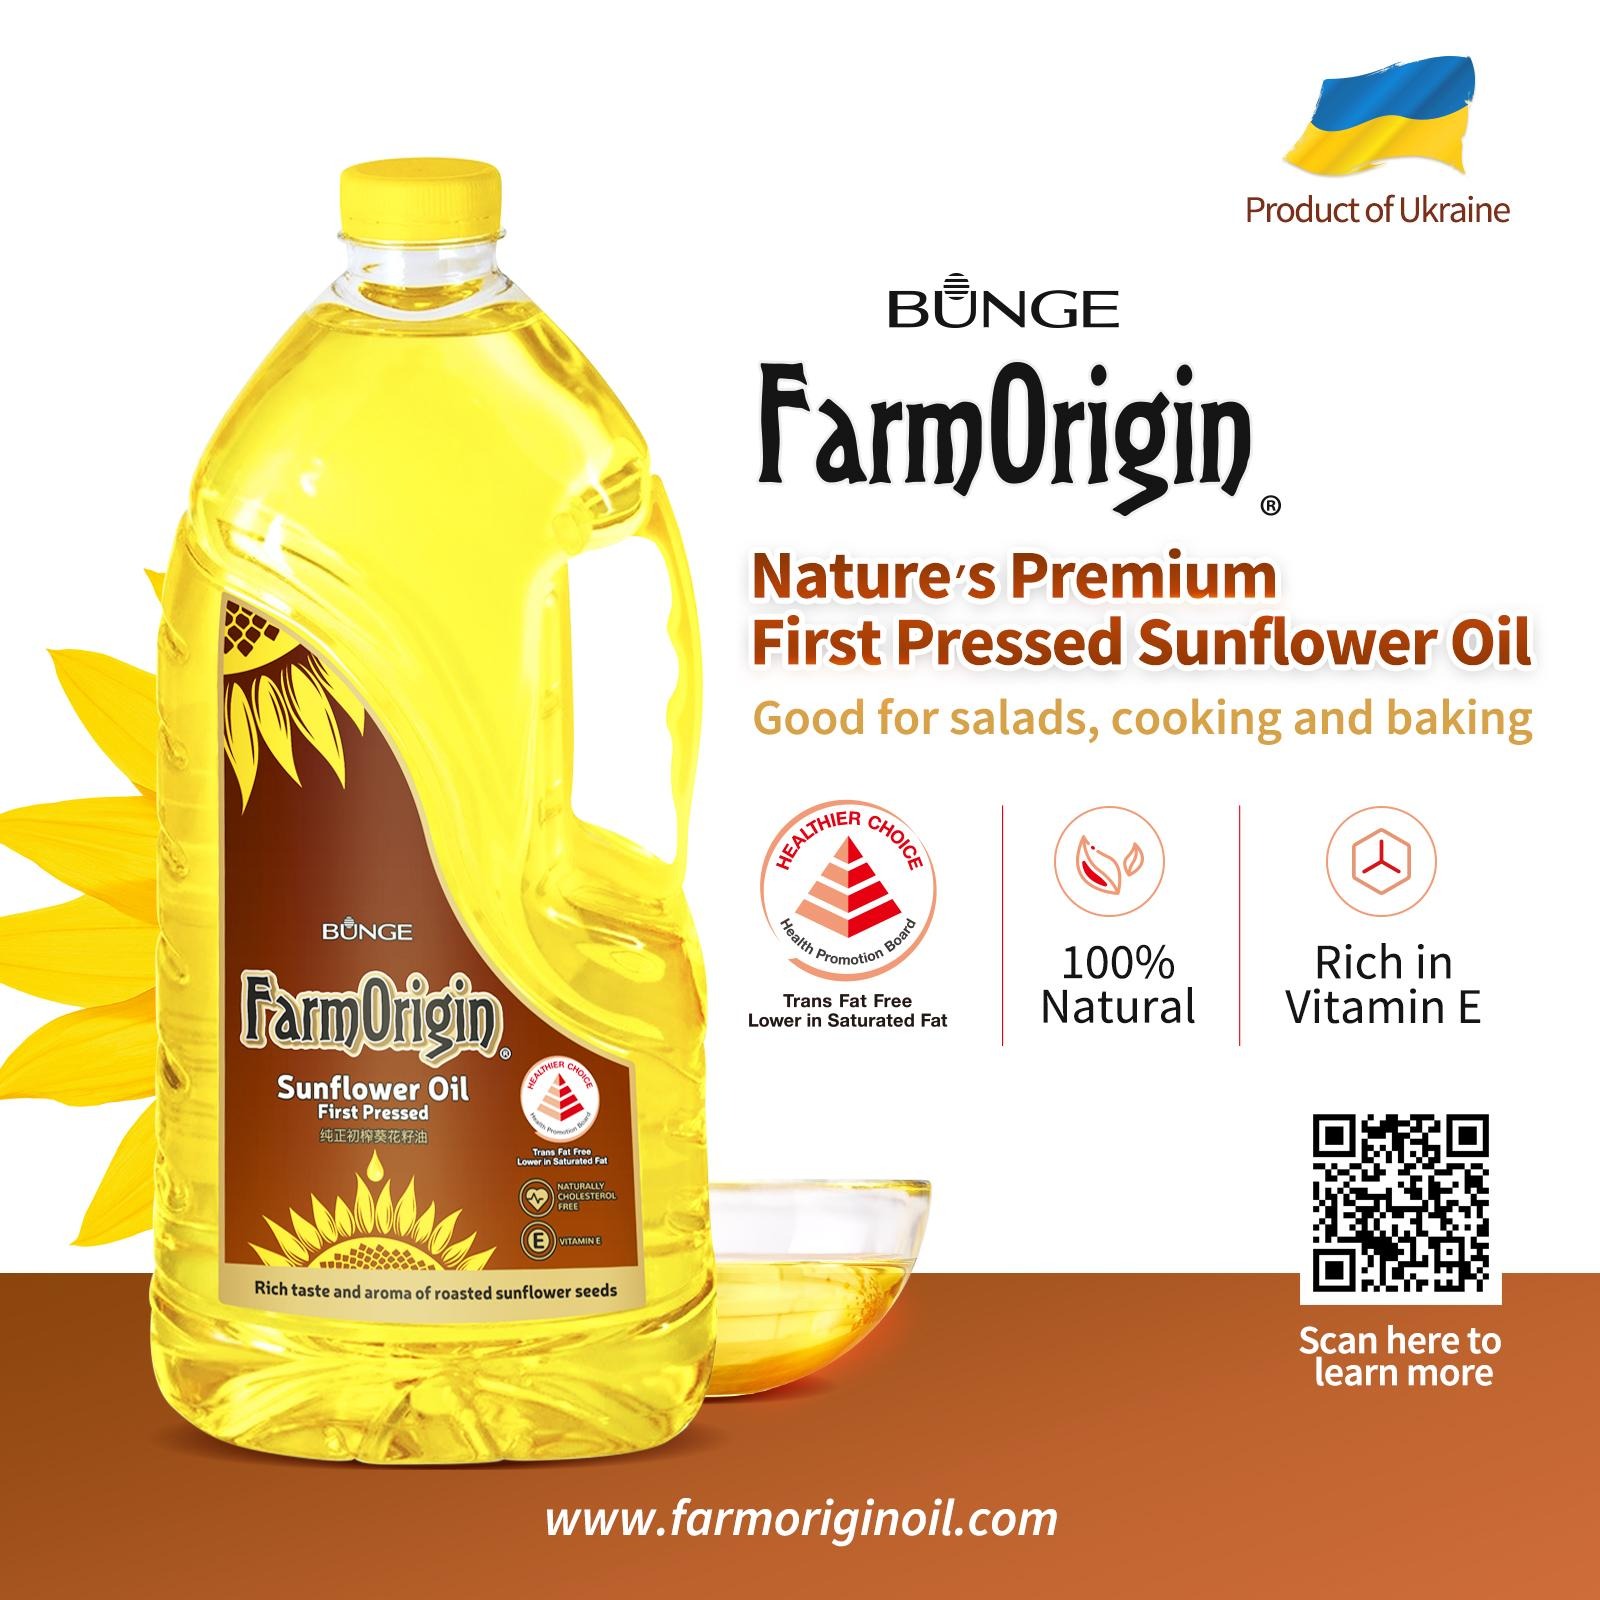 Product of Ukraine
BUNGE
FarmOrigin®
Nature's Premium
First Pressed Sunflower Oil
Good for salads, cooking and baking
HEALTHIER CHOICE
Health Promotion Board
Trans Fat Free
Lower in Saturated Fat
100%
Natural
Rich in
Vitamin E
BUNGE
FarmOrigin®
Sunflower Oil
First Pressed
纯正初榨葵花籽油
HEALTHIER CHOICE
Health Promotion Board
Trans Fat Free
Lower in Saturated Fat
NATURALLY
CHOLESTEROL
FREE
E
VITAMIN E
Rich taste and aroma of roasted sunflower seeds
Scan here to
learn more
www.farmoriginoil.com